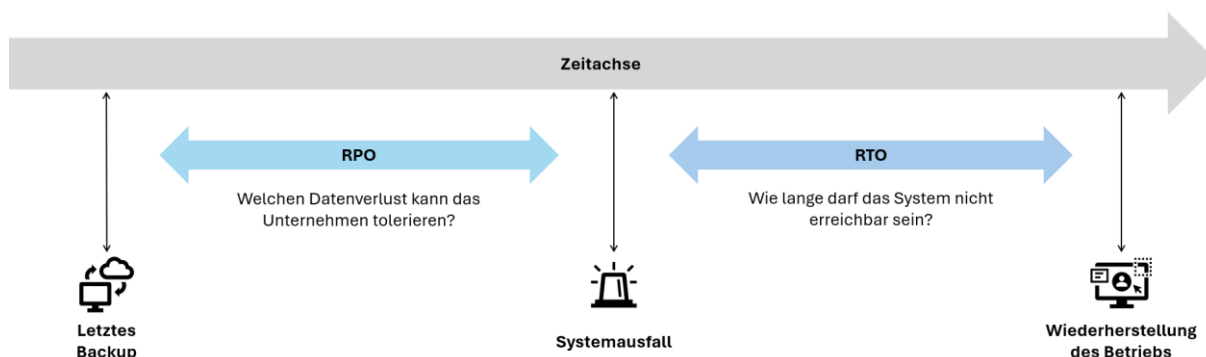 Zeitachse
RPO
RTO
Welchen Datenverlust kann das
Unternehmen tolerieren?
Wie lange darf das System nicht
erreichbar sein?
Letztes
Backup
Systemausfall
Wiederherstellung
des Betriebs